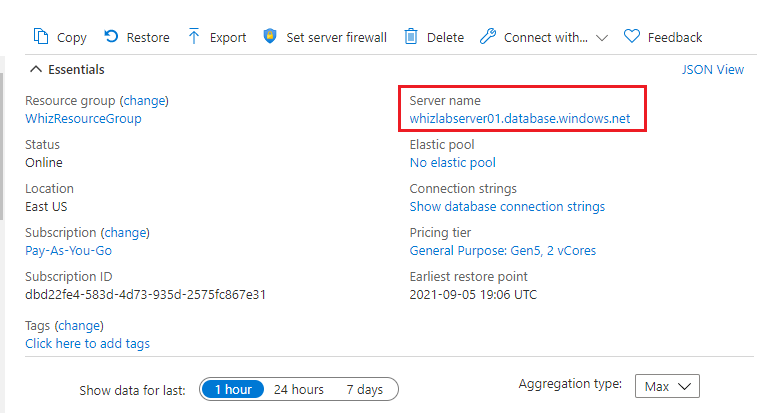 Copy Restore Export Set server firewall Delete Connect with... Feedback
Essentials JSON View
Resource group (change)
WhizResourceGroup
Status
Online
Location
East US
Subscription (change)
Pay-As-You-Go
Subscription ID
dbd22fe4-583d-4d73-935d-2575fc867e31
Tags (change)
Click here to add tags
Server name
whizlabserver01.database.windows.net
Elastic pool
No elastic pool
Connection strings
Show database connection strings
Pricing tier
General Purpose: Gen5, 2 vCores
Earliest restore point
2021-09-05 19:06 UTC
Show data for last: 1 hour 24 hours 7 days Aggregation type: Max